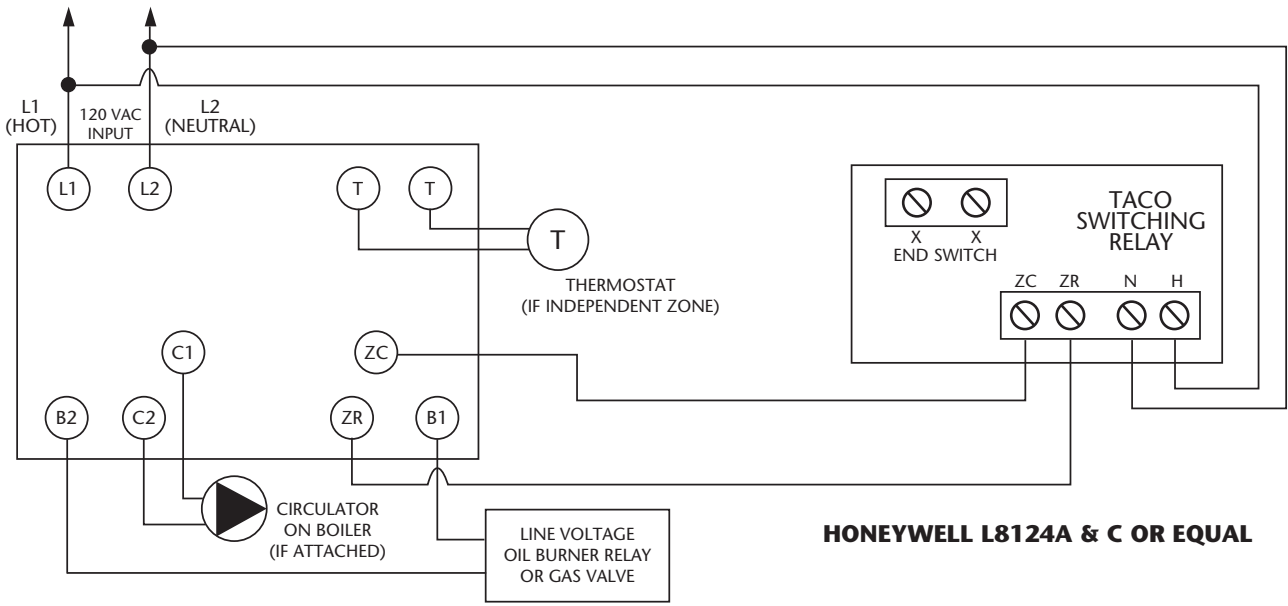 L1
(HOT)
120 VAC
INPUT
L2
(NEUTRAL)
L1
L2
T
T
T
THERMOSTAT
(IF INDEPENDENT ZONE)
C1
ZC
B2
C2
ZR
B1
CIRCULATOR
ON BOILER
(IF ATTACHED)
LINE VOLTAGE
OIL BURNER RELAY
OR GAS VALVE
X X
END SWITCH
TACO
SWITCHING
RELAY
ZC ZR N H
HONEYWELL L8124A & C OR EQUAL